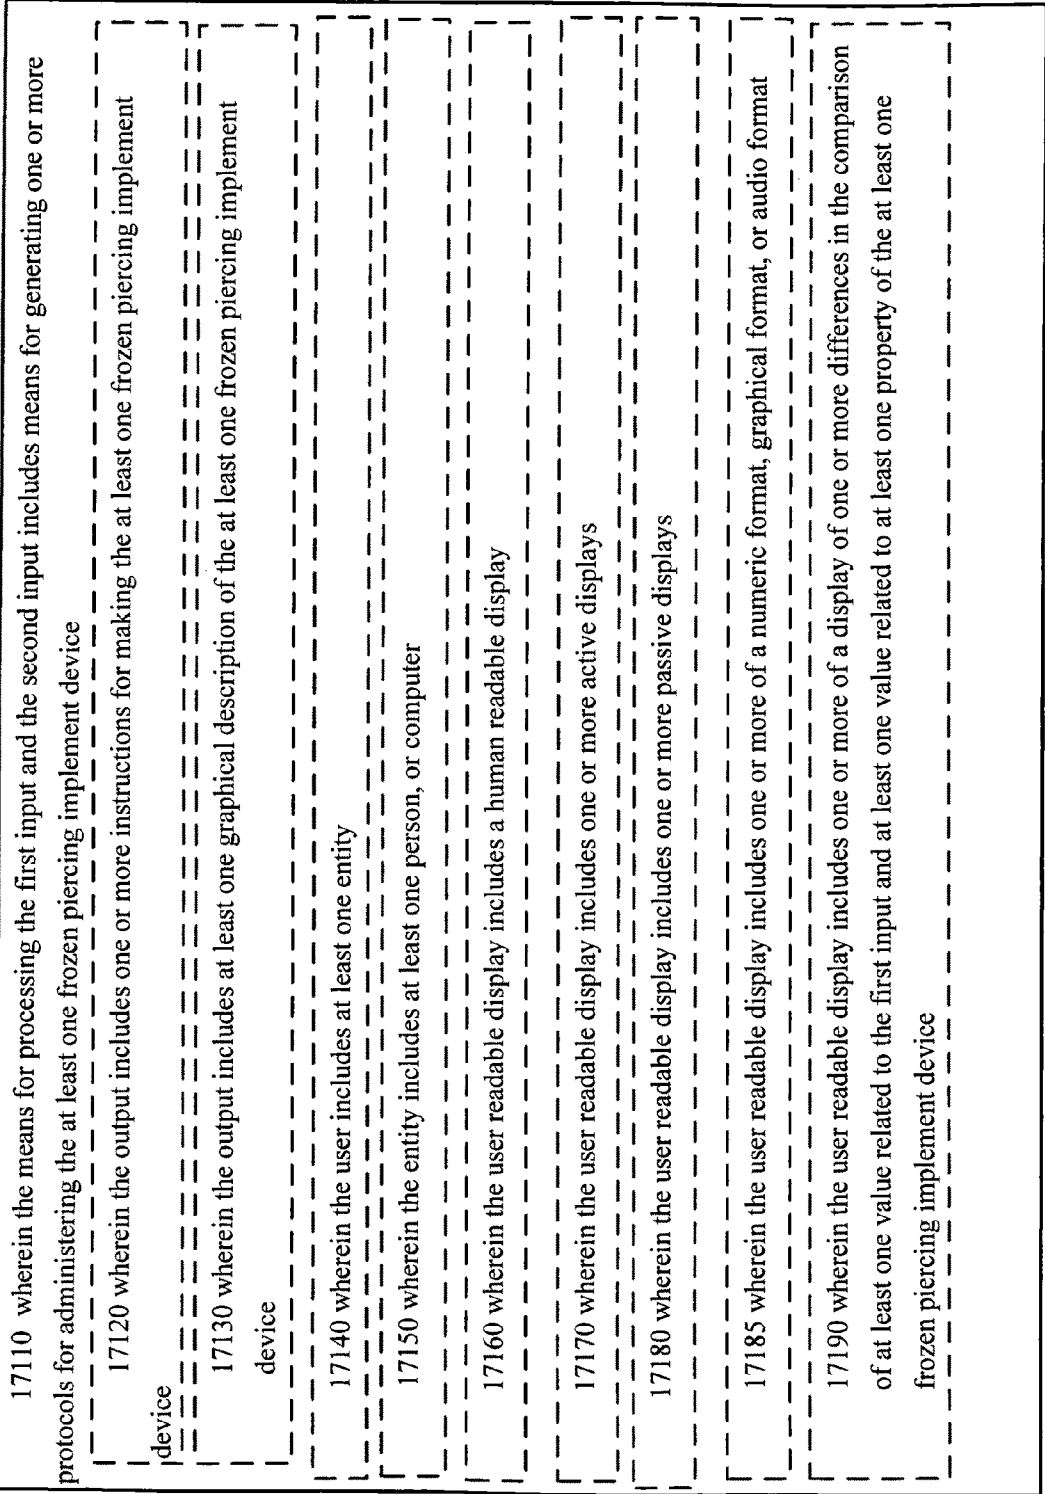 17110 wherein the means for processing the first input and the second input includes means for generating one or more
protocols for administering the at least one frozen piercing implement device
17120 wherein the output includes one or more instructions for making the at least one frozen piercing implement
device
17130 wherein the output includes at least one graphical description of the at least one frozen piercing implement
device
17140 wherein the user includes at least one entity
17150 wherein the entity includes at least one person, or computer
17160 wherein the user readable display includes a human readable display
17170 wherein the user readable display includes one or more active displays
17180 wherein the user readable display includes one or more passive displays
17185 wherein the user readable display includes one or more of a numeric format, graphical format, or audio format
17190 wherein the user readable display includes one or more of a display of one or more differences in the comparison
of at least one value related to the first input and at least one value related to at least one property of the at least one
frozen piercing implement device